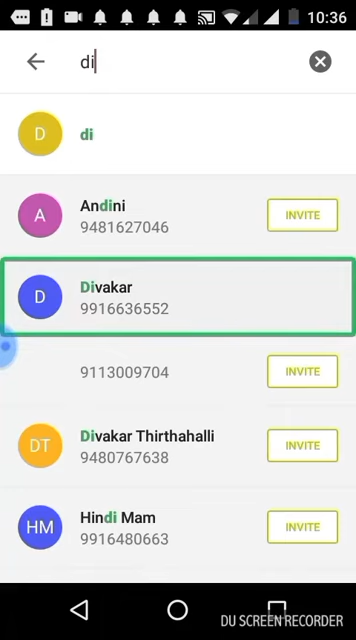 10:36
di
D
di
A
Andini
9481627046
INVITE
D
Divakar
9916636552
9113009704
INVITE
DT
Divakar Thirthahalli
9480767638
INVITE
HM
Hindi Mam
9916480663
INVITE
DU SCREEN RECORDER